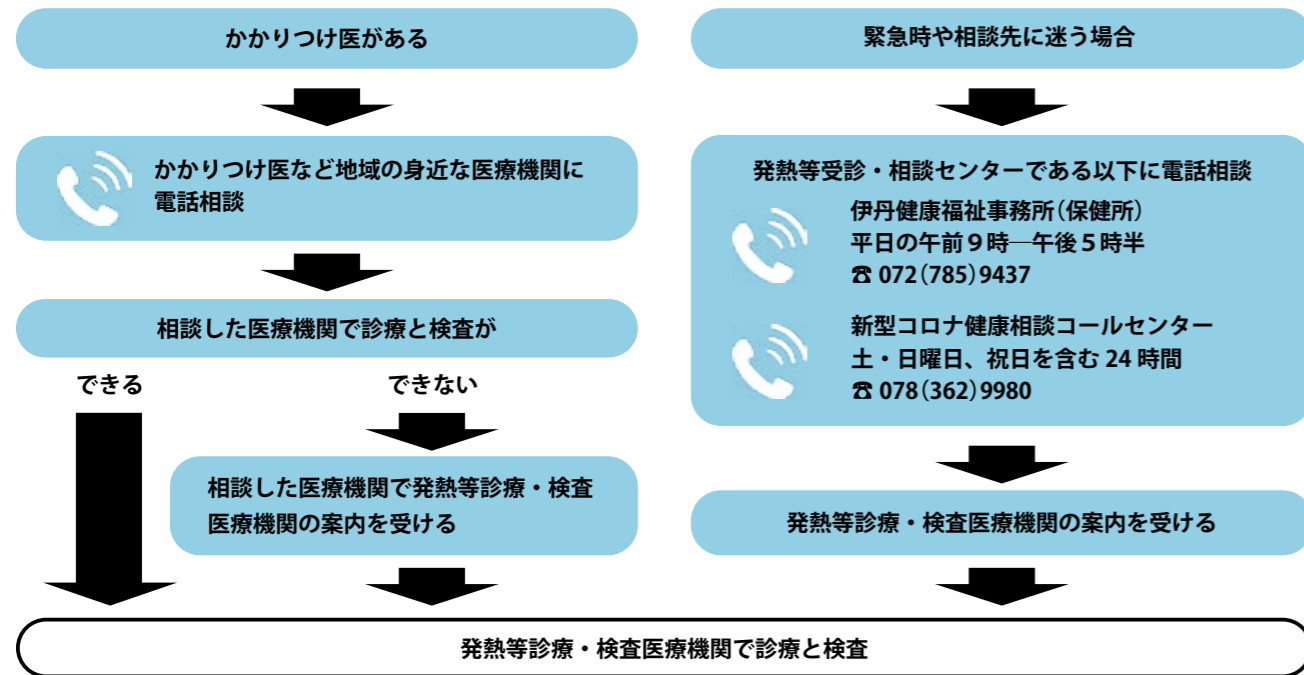 かかりつけ医がある
かかりつけ医など地域の身近な医療機関に
電話相談
相談した医療機関で診療と検査が
できる
できない
相談した医療機関で発熱等診療・検査
医療機関の案内を受ける
緊急時や相談先に迷う場合
発熱等受診・相談センターである以下に電話相談
伊丹健康福祉事務所(保健所)
平日の午前9時―午後5時半
☎ 072(785)9437
新型コロナ健康相談コールセンター
土・日曜日、祝日を含む 24 時間
☎ 078(362)9980
発熱等診療・検査医療機関の案内を受ける
発熱等診療・検査医療機関で診療と検査